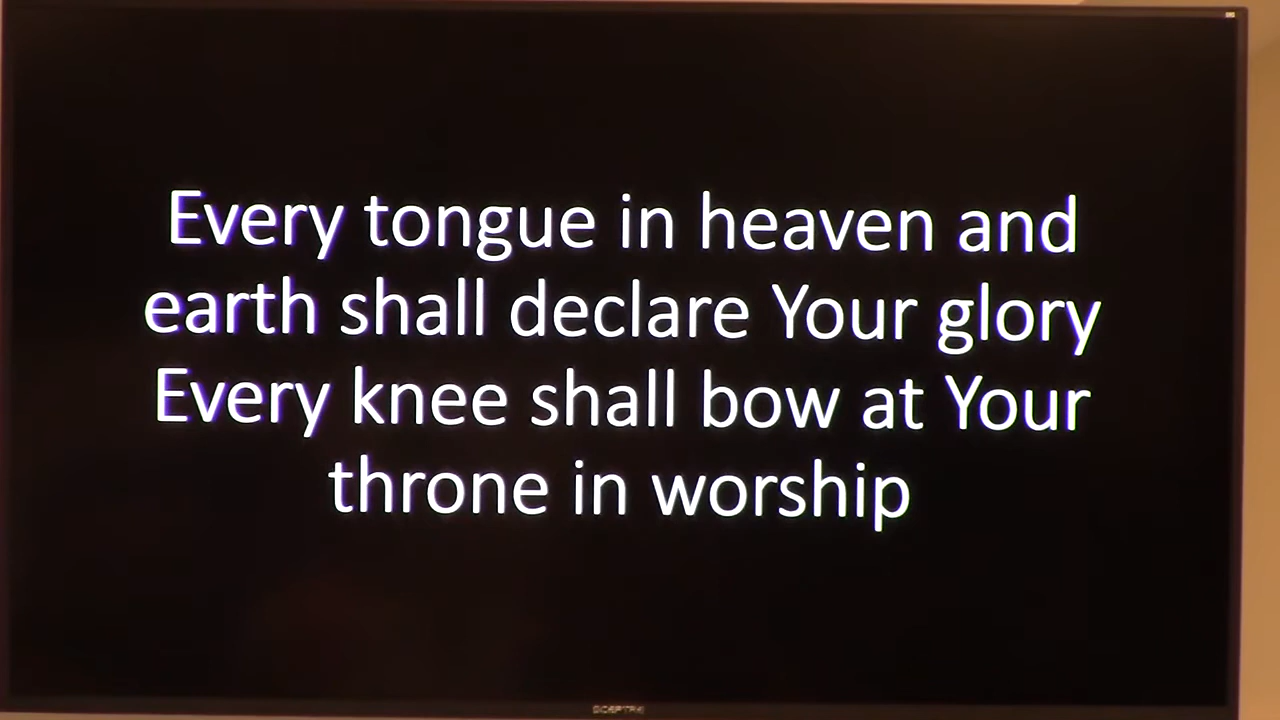 Every tongue in heaven and
earth shall declare Your glory
Every knee shall bow at Your
throne in worship
SCEPTRE